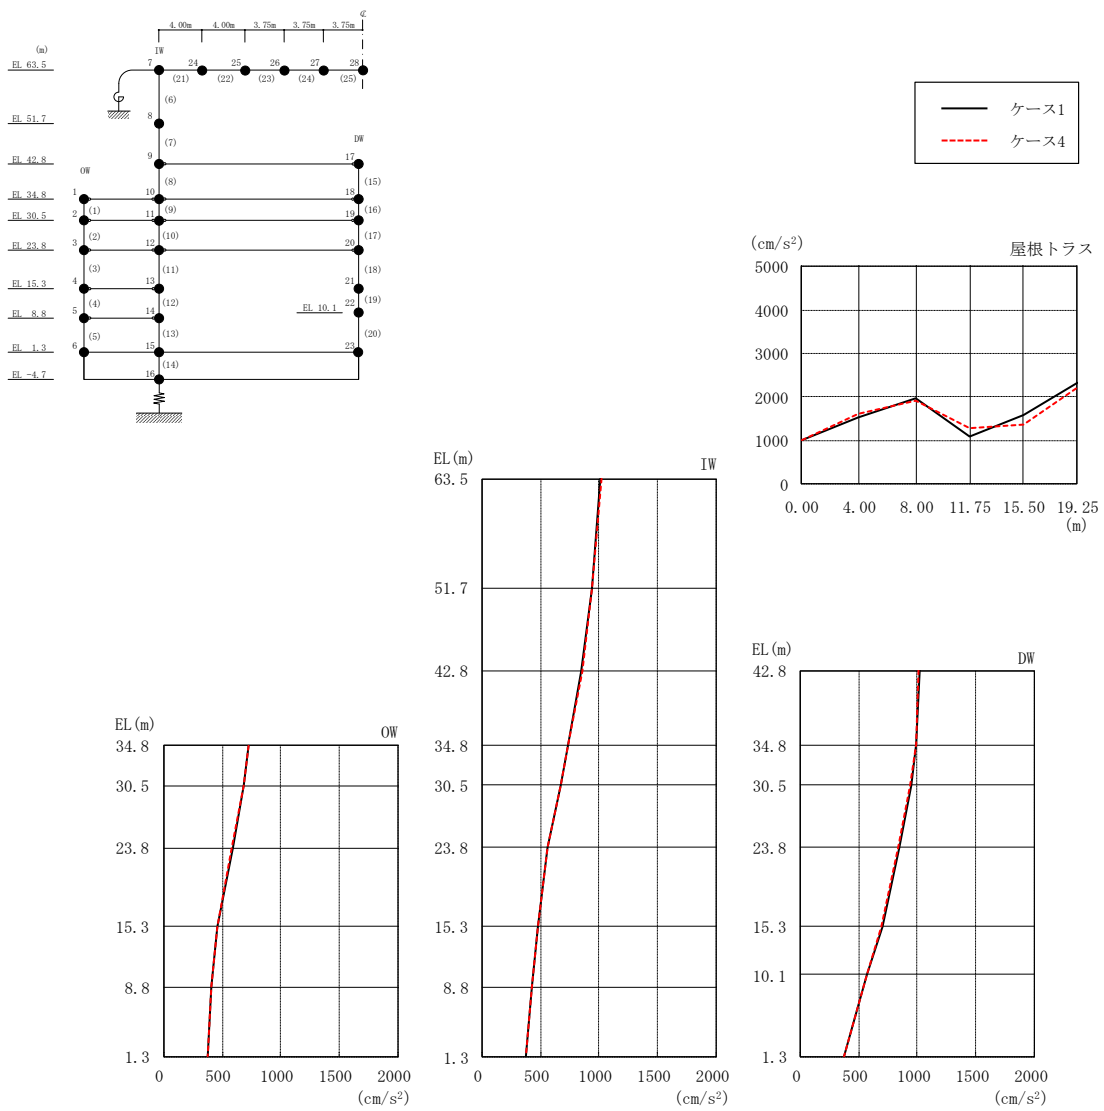 ℄
4.00m 4.00m 3.75m 3.75m 3.75m
(m)
IW
EL 63.5 7 24 25 26 27 28
(21) (22) (23) (24) (25)
(6)
EL 51.7 8
(7)
DW
EL 42.8 9 17
OW
(8) (15)
EL 34.8 1 10 18
(1) (9) (16)
EL 30.5 2 11 19
(2) (10) (17)
EL 23.8 3 12 20
(3) (11) (18)
EL 15.3 4 13 21
(4) (12) (19)
EL 10.1 22
EL 8.8 5 14
(5) (13) (20)
EL 1.3 6 15 23
(14)
EL -4.7 16
ケース1
ケース4
(cm/s²) 屋根トラス
5000
4000
3000
2000
1000
0
0.00 4.00 8.00 11.75 15.50 19.25
(m)
EL(m) IW
63.5
51.7
42.8
34.8
30.5
23.8
15.3
8.8
1.3
0 500 1000 1500 2000
(cm/s²)
EL(m) OW
34.8
30.5
23.8
15.3
8.8
1.3
0 500 1000 1500 2000
(cm/s²)
EL(m) DW
42.8
34.8
30.5
23.8
15.3
10.1
1.3
0 500 1000 1500 2000
(cm/s²)